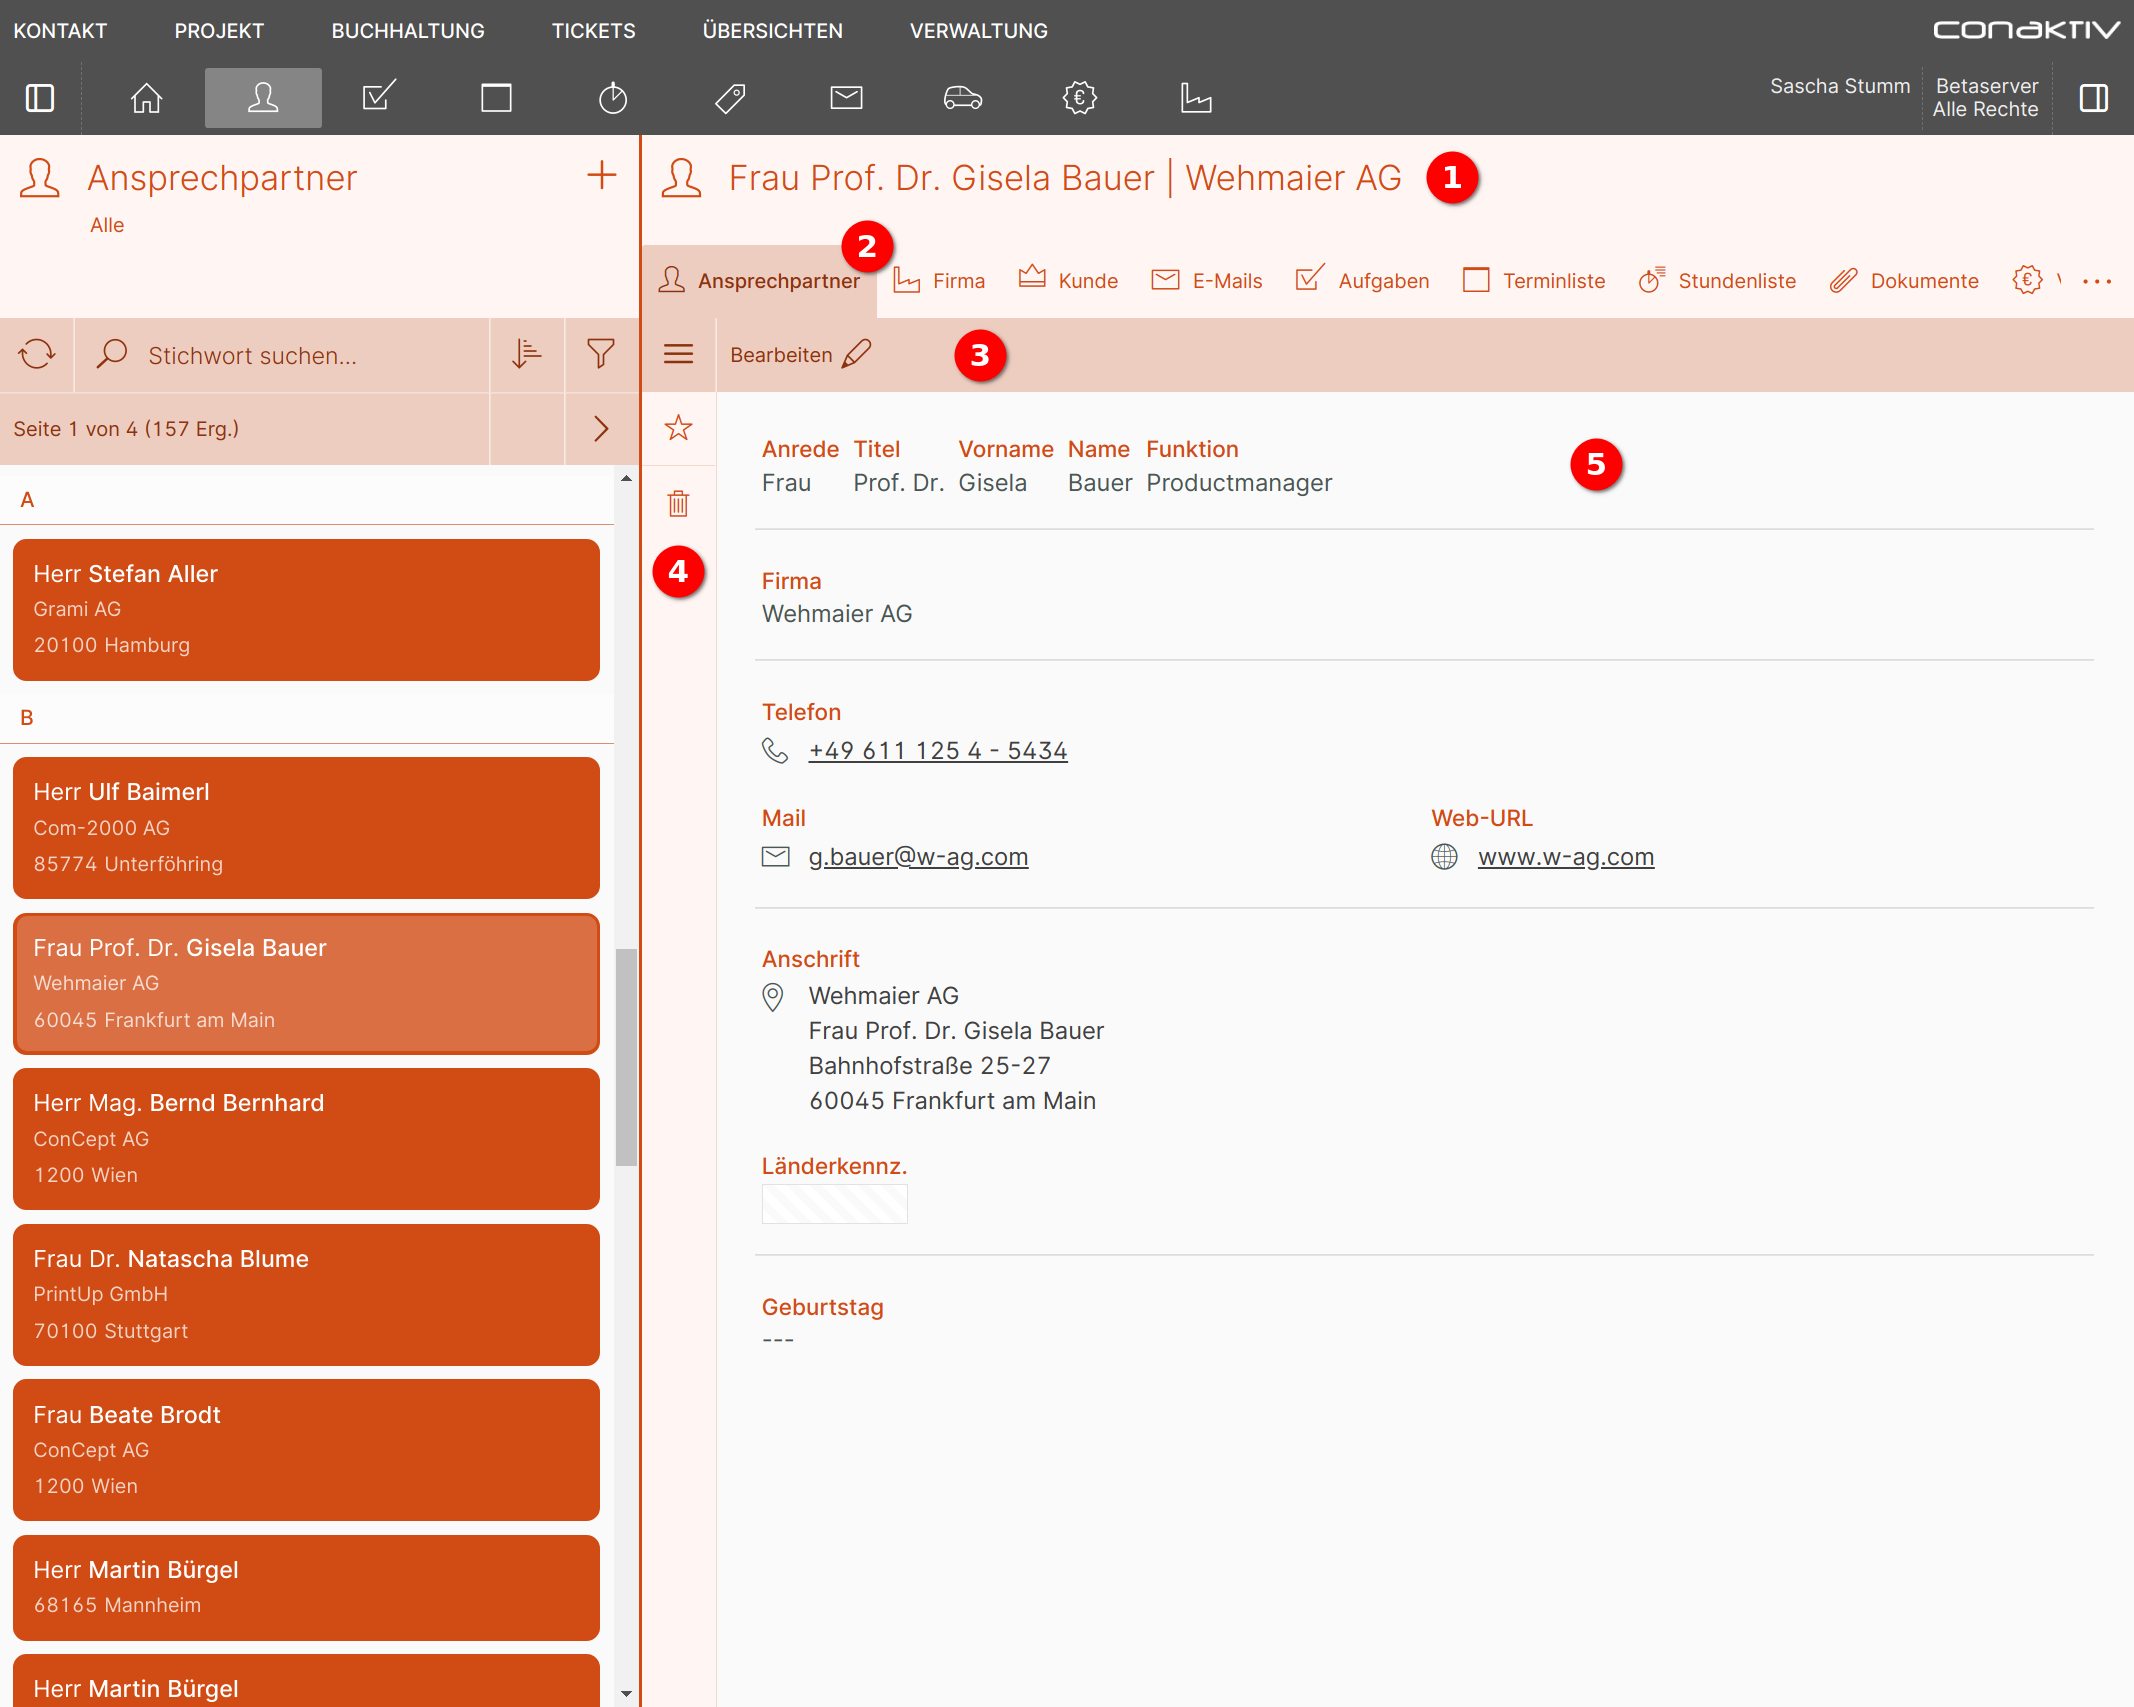 KONTAKT PROJEKT BUCHHALTUNG TICKETS ÜBERSICHTEN VERWALTUNG
conaktiv
Sascha Stumm
Betaserver
Alle Rechte
Ansprechpartner
Alle
Stichwort suchen...
Seite 1 von 4 (157 Erg.)
A
Herr Stefan Aller
Grami AG
20100 Hamburg
B
Herr Ulf Baimerl
Com-2000 AG
85774 Unterföhring
Frau Prof. Dr. Gisela Bauer
Wehmaier AG
60045 Frankfurt am Main
Herr Mag. Bernd Bernhard
ConCept AG
1200 Wien
Frau Dr. Natascha Blume
PrintUp GmbH
70100 Stuttgart
Frau Beate Brodt
ConCept AG
1200 Wien
Herr Martin Bürgel
68165 Mannheim
Herr Martin Bürgel
Frau Prof. Dr. Gisela Bauer | Wehmaier AG 1
2
Ansprechpartner Firma Kunde E-Mails Aufgaben Terminliste Stundenliste Dokumente ...
Bearbeiten 3
4
5
Anrede Titel Vorname Name Funktion
Frau Prof. Dr. Gisela Bauer Productmanager
Firma
Wehmaier AG
Telefon
+49 611 125 4 - 5434
Mail Web-URL
g.bauer@w-ag.com www.w-ag.com
Anschrift
Wehmaier AG
Frau Prof. Dr. Gisela Bauer
Bahnhofstraße 25-27
60045 Frankfurt am Main
Länderkennz.
Geburtstag
---